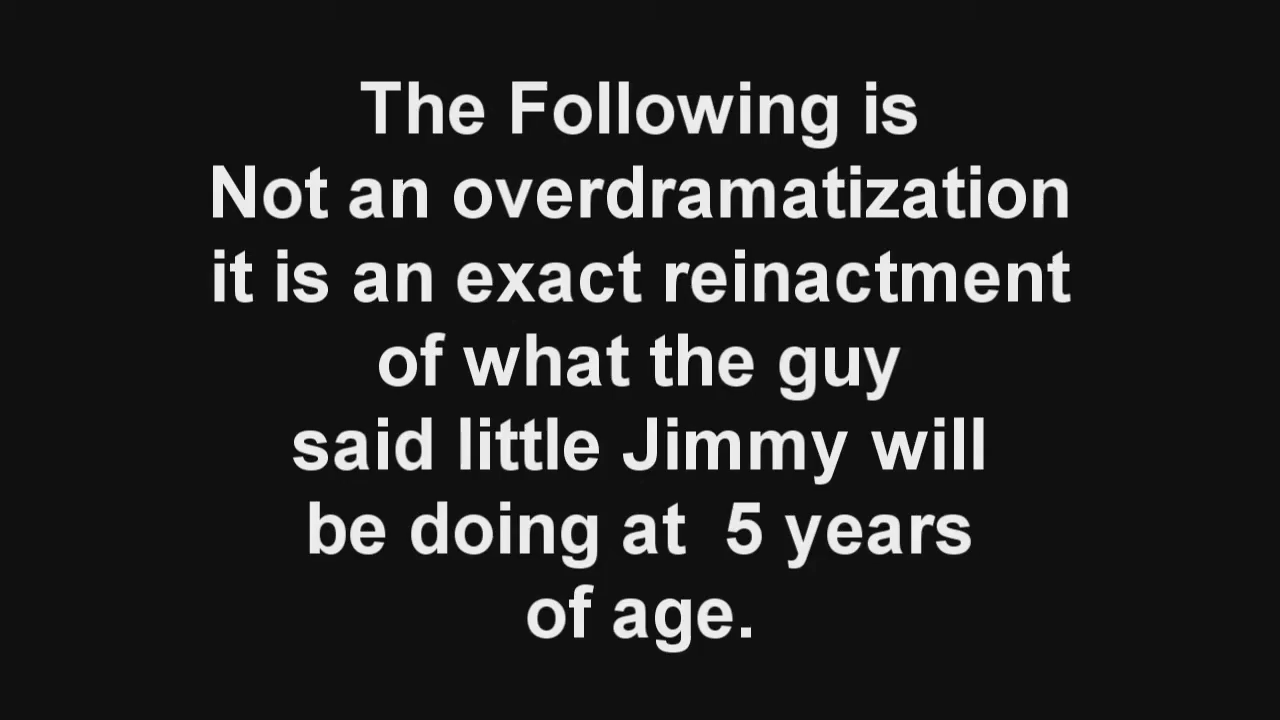 The Following is
Not an overdramatization
it is an exact reinactment
of what the guy
said little Jimmy will
be doing at  5 years
of age.